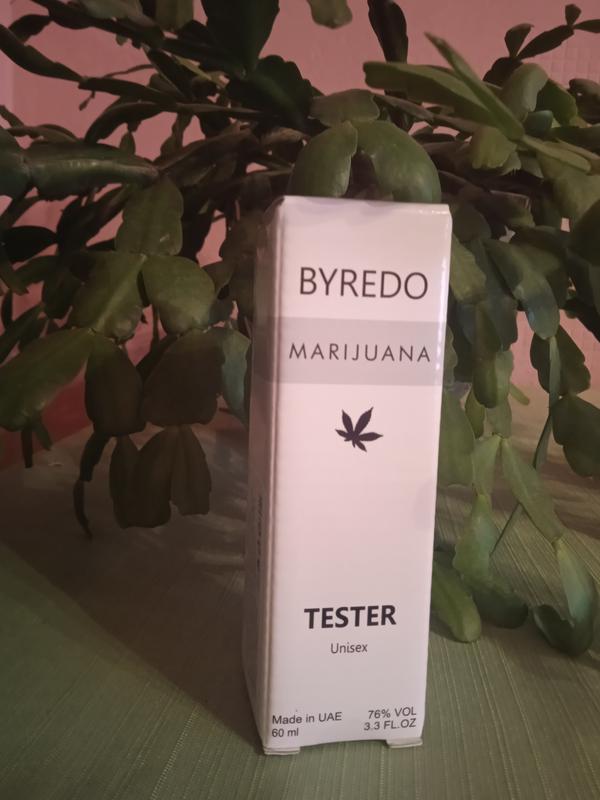 BYREDO
MARIJUANA
TESTER
Unisex
Made in UAE 76% VOL
60 ml 3.3 FL.OZ